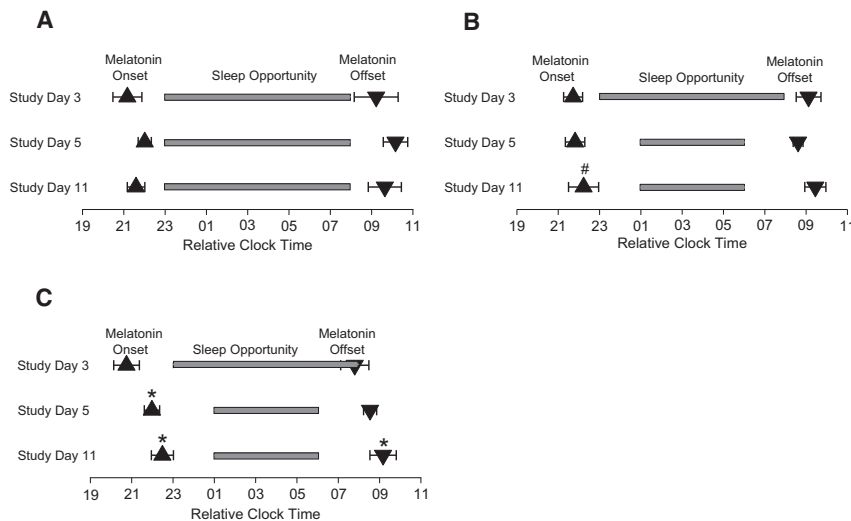 A
Melatonin Onset
Sleep Opportunity
Melatonin Offset
Study Day 3
Study Day 5
Study Day 11
19 21 23 01 03 05 07 09 11
Relative Clock Time
B
Melatonin Onset
Sleep Opportunity
Melatonin Offset
Study Day 3
Study Day 5
#
Study Day 11
19 21 23 01 03 05 07 09 11
Relative Clock Time
C
Melatonin Onset
Sleep Opportunity
Melatonin Offset
Study Day 3
*
Study Day 5
* *
Study Day 11
19 21 23 01 03 05 07 09 11
Relative Clock Time